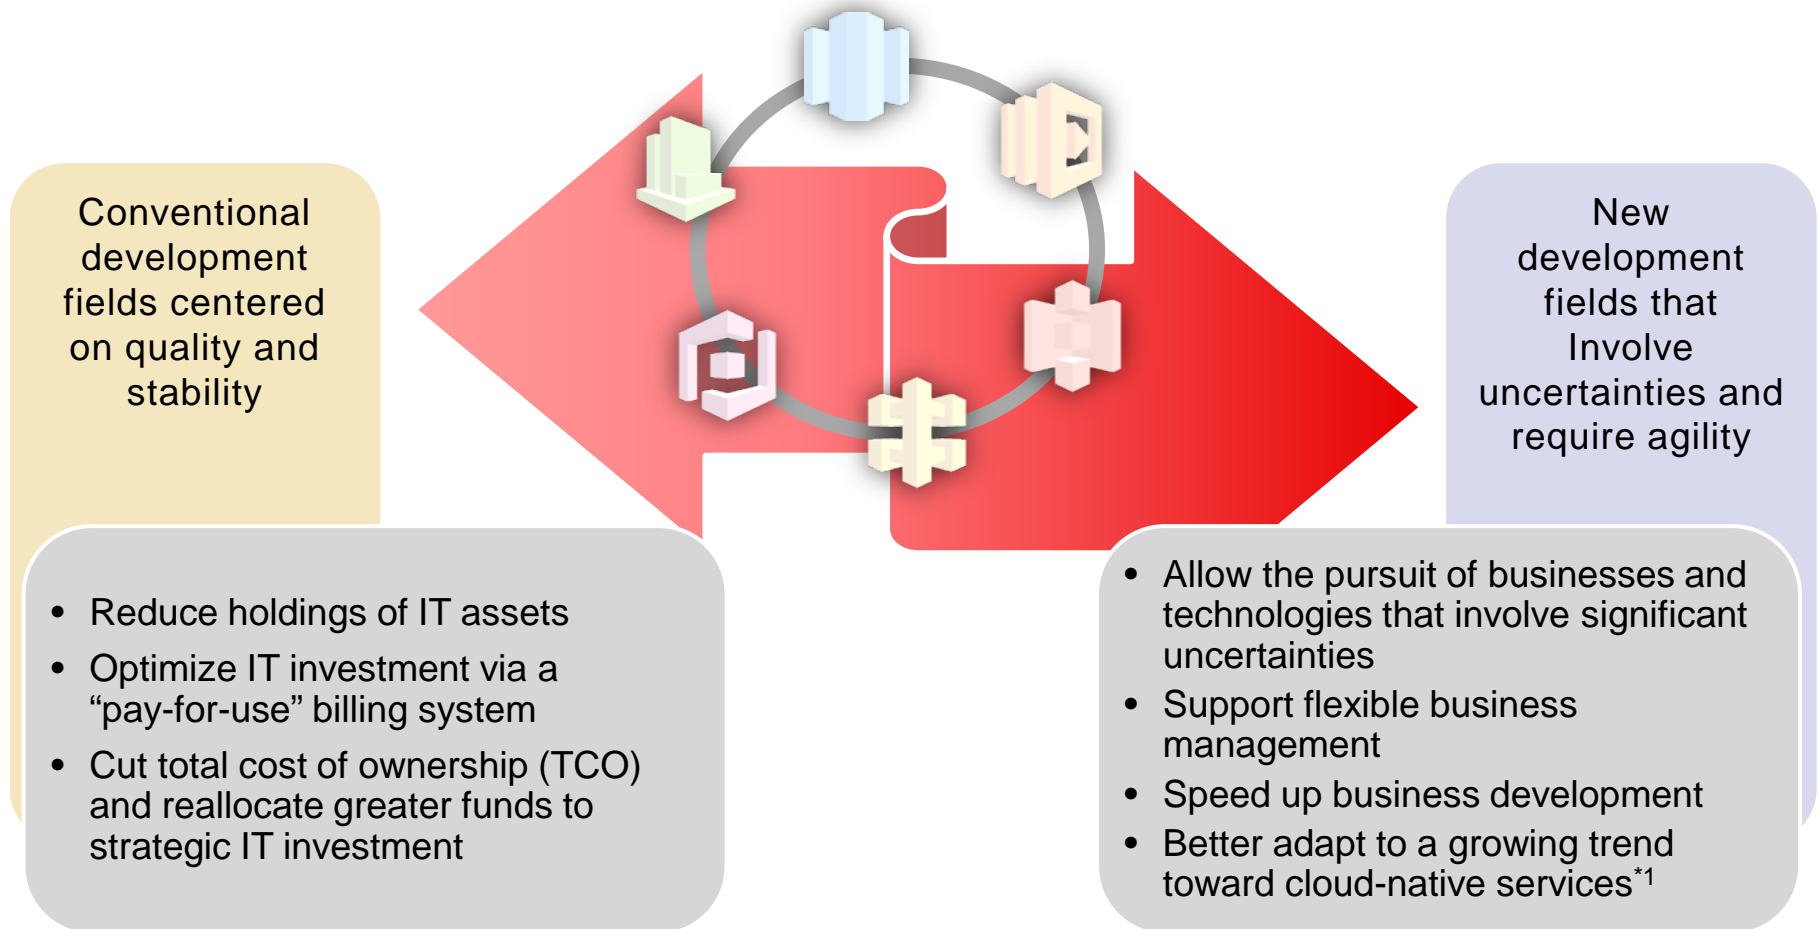 Conventional
development
fields centered
on quality and
stability
• Reduce holdings of IT assets
• Optimize IT investment via a
“pay-for-use” billing system
• Cut total cost of ownership (TCO)
and reallocate greater funds to
strategic IT investment
New
development
fields that
Involve
uncertainties and
require agility
• Allow the pursuit of businesses and
technologies that involve significant
uncertainties
• Support flexible business
management
• Speed up business development
• Better adapt to a growing trend
toward cloud-native services*1